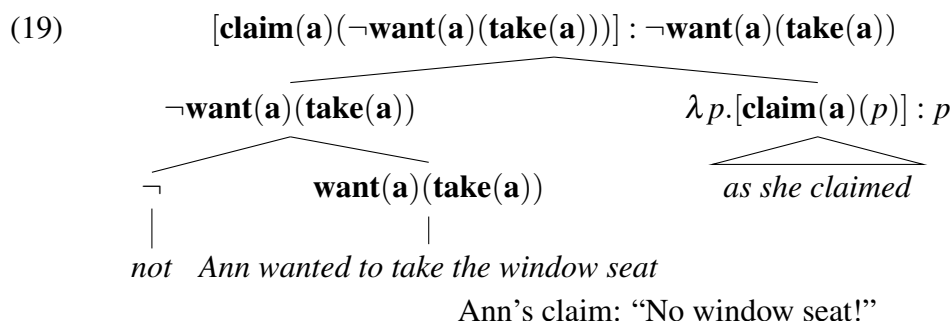 (19) [claim(a)(¬want(a)(take(a)))] : ¬want(a)(take(a))
¬want(a)(take(a)) λp.[claim(a)(p)] : p
¬ want(a)(take(a)) as she claimed
not Ann wanted to take the window seat
Ann's claim: “No window seat!”